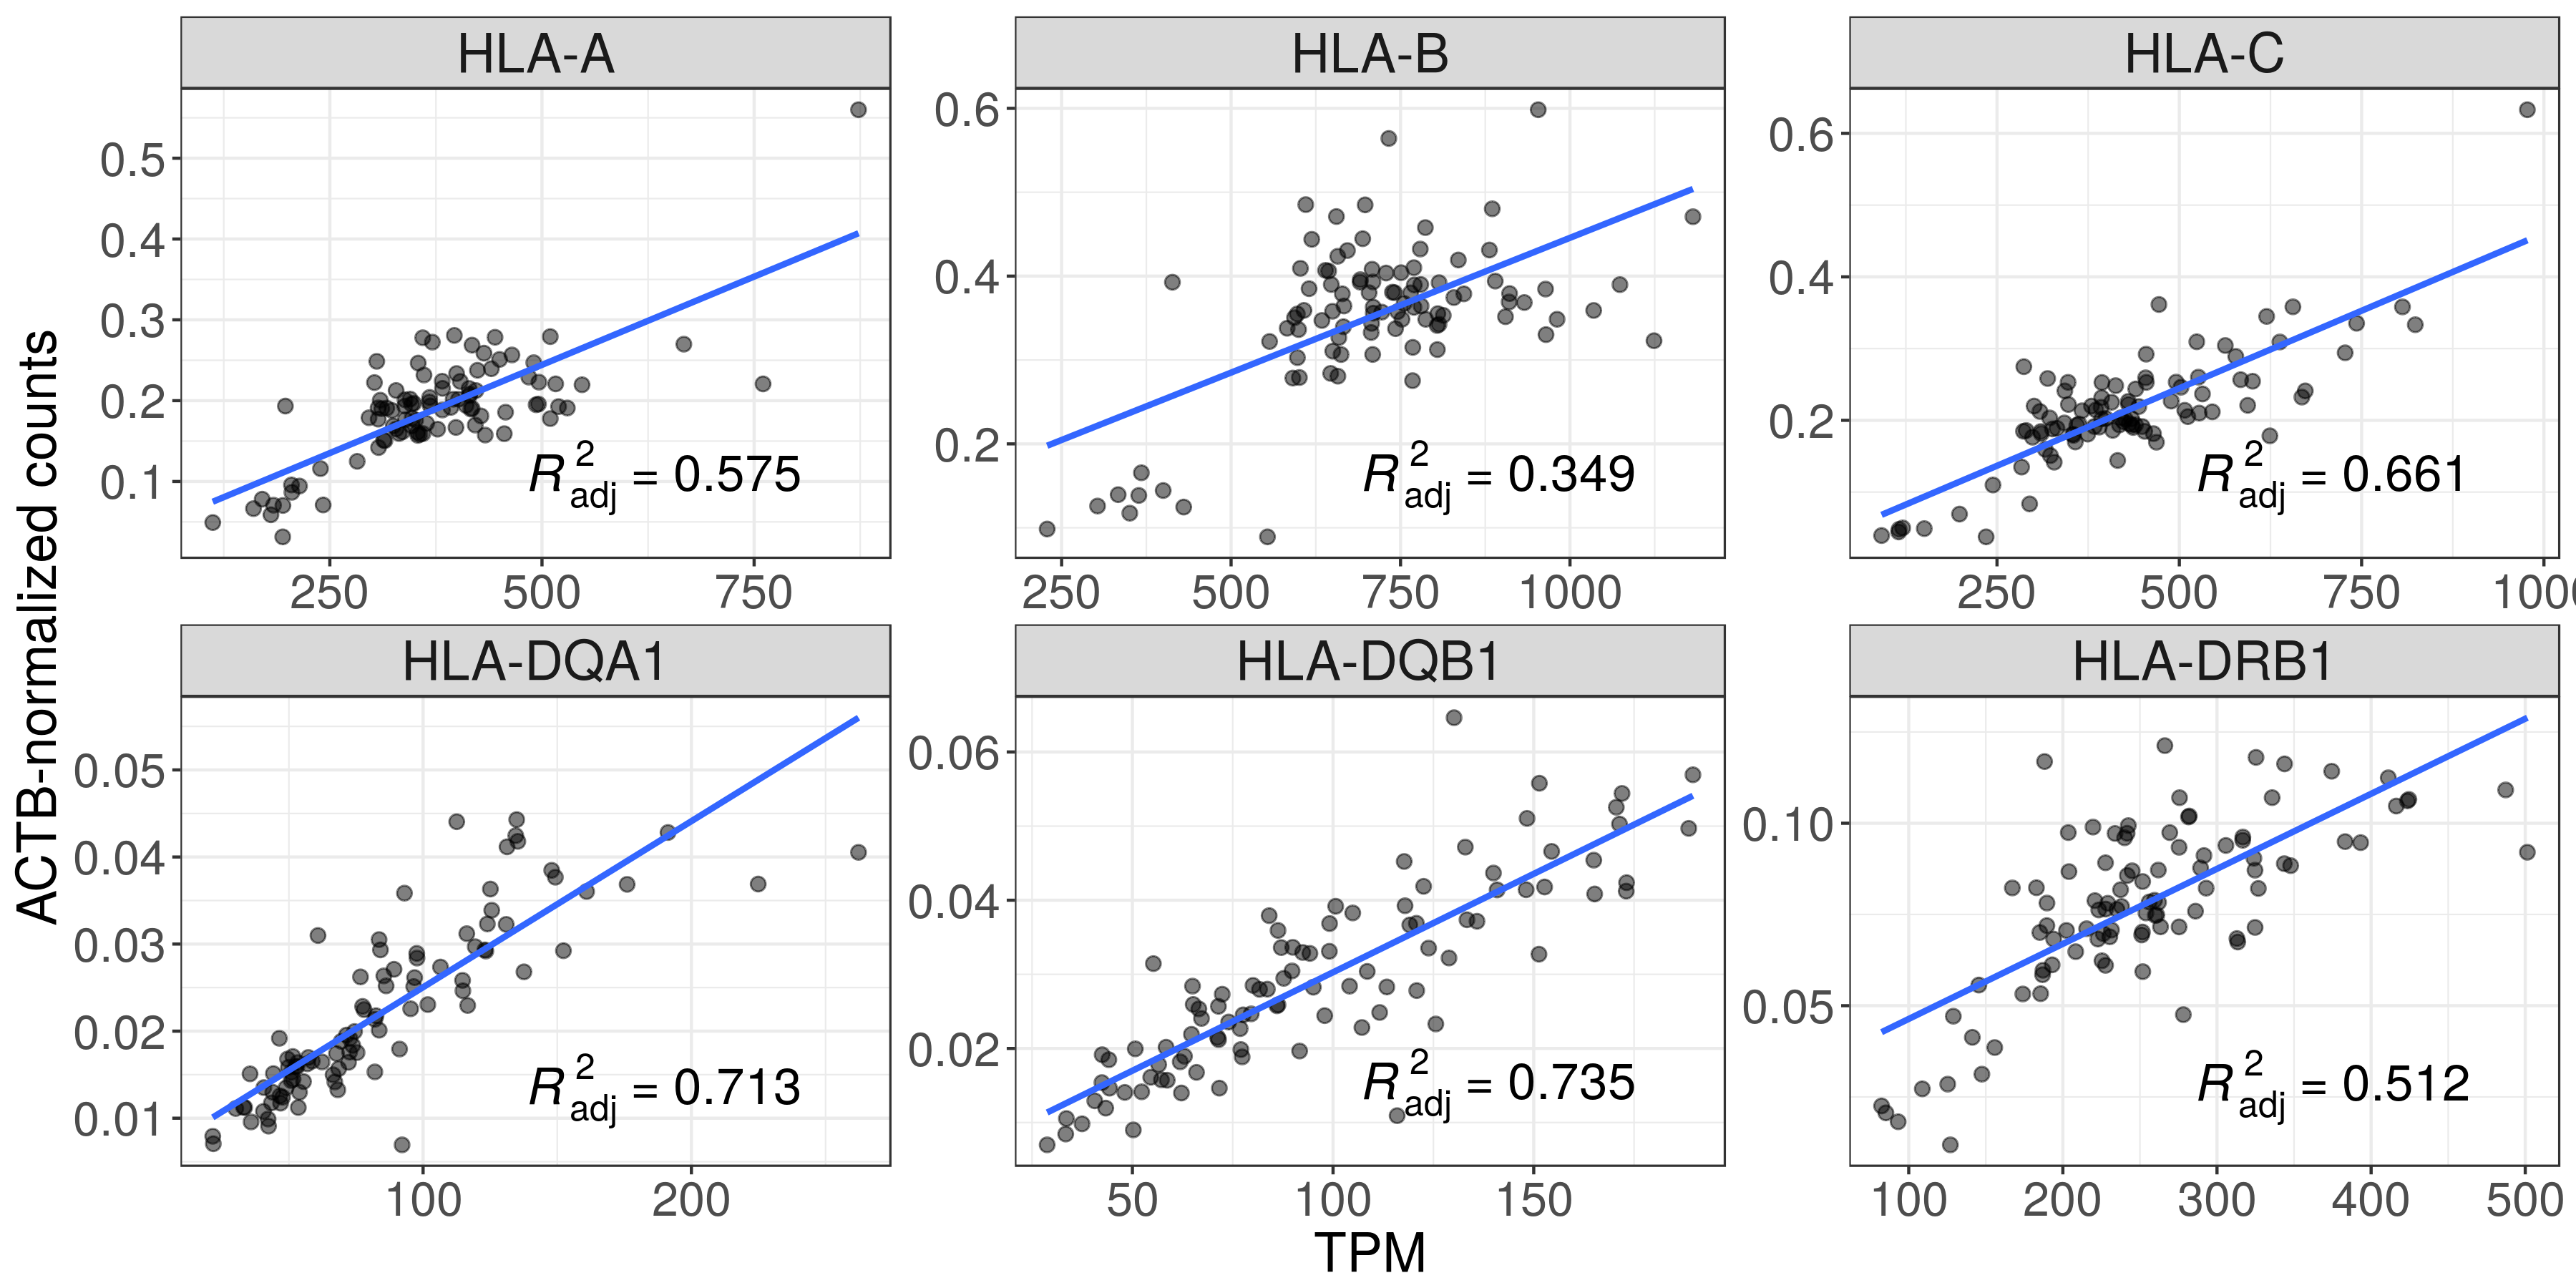 HLA-A HLA-B HLA-C
ACTB-normalized counts
0.5
0.4
0.3
0.2
0.1
R²adj = 0.575
250 500 750
0.6
0.4
0.2
R²adj = 0.349
250 500 750 1000
0.6
0.4
0.2
R²adj = 0.661
250 500 750 100
HLA-DQA1 HLA-DQB1 HLA-DRB1
0.05
0.04
0.03
0.02
0.01
R²adj = 0.713
100 200
0.06
0.04
0.02
R²adj = 0.735
50 100 150
0.10
0.05
R²adj = 0.512
100 200 300 400 500
TPM